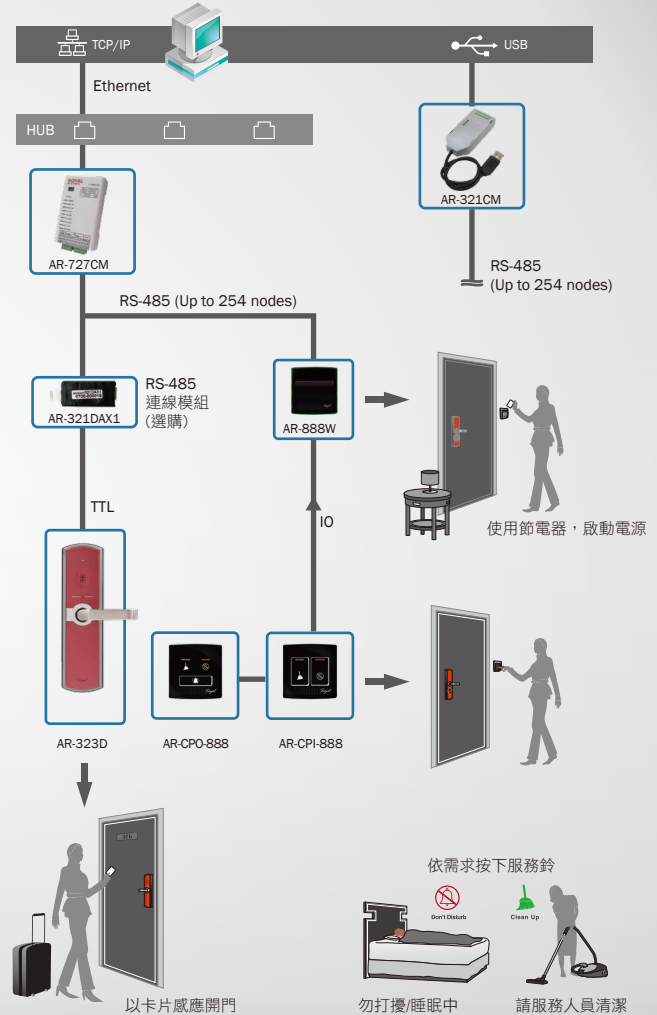 TCP/IP
USB
Ethernet
HUB
AR-727CM
AR-321CM
RS-485
(Up to 254 nodes)
RS-485 (Up to 254 nodes)
AR-321DAX1
RS-485
連線模組
(選購)
AR-888W
TTL
IO
使用節電器，啟動電源
AR-323D
AR-CPO-888
AR-CPI-888
依需求按下服務鈴
Don't Disturb
Clean Up
以卡片感應開門
勿打擾/睡眠中
請服務人員清潔